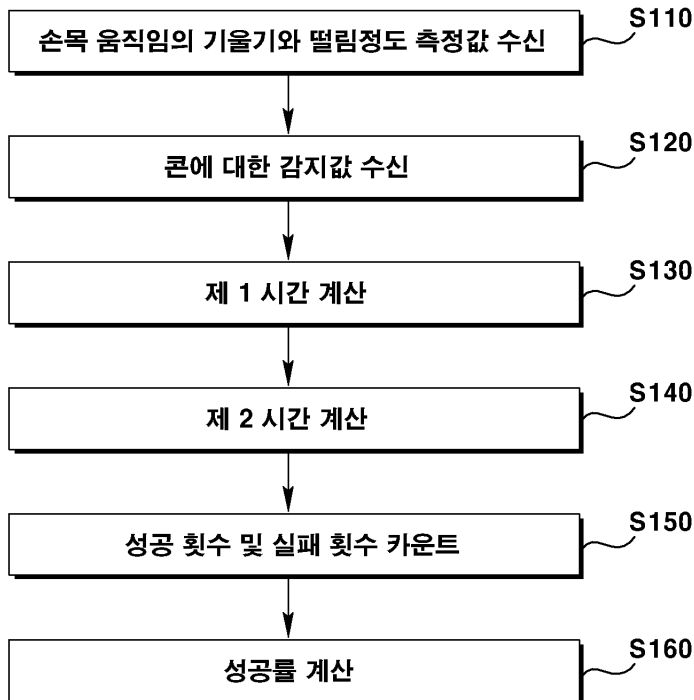 S110
손목 움직임의 기울기와 떨림정도 측정값 수신
S120
콘에 대한 감지값 수신
S130
제 1 시간 계산
S140
제 2 시간 계산
S150
성공 횟수 및 실패 횟수 카운트
S160
성공률 계산